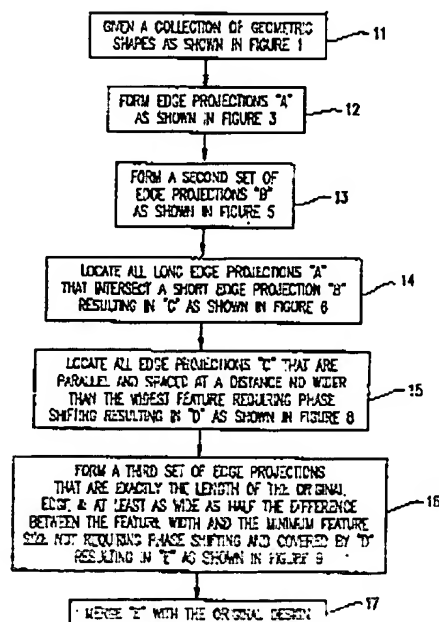 GIVEN A COLLECTION OF GEOMETRIC
SHAPES AS SHOWN IN FIGURE 1
11
FORM EDGE PROJECTIONS "A"
AS SHOWN IN FIGURE 3
12
FORM A SECOND SET OF
EDGE PROJECTIONS "B"
AS SHOWN IN FIGURE 5
13
LOCATE ALL LONG EDGE PROJECTIONS "A"
THAT INTERSECT A SHORT EDGE PROJECTION "B"
RESULTING IN "C" AS SHOWN IN FIGURE 6
14
LOCATE ALL EDGE PROJECTIONS "C" THAT ARE
PARALLEL AND SPACED AT A DISTANCE NO WIDER
THAN THE WIDEST FEATURE REQUIRING PHASE
SHIFTING RESULTING IN "D" AS SHOWN IN FIGURE 8
15
FORM A THIRD SET OF EDGE PROJECTIONS
THAT ARE EXACTLY THE LENGTH OF THE ORIGINAL
EDGE & AT LEAST AS WIDE AS HALF THE DIFFERENCE
BETWEEN THE FEATURE WIDTH AND THE MINIMUM FEATURE
SIZE NOT REQUIRING PHASE SHIFTING AND COVERED BY "D"
RESULTING IN "E" AS SHOWN IN FIGURE 9
16
MERGE "E" WITH THE ORIGINAL DESIGN
17